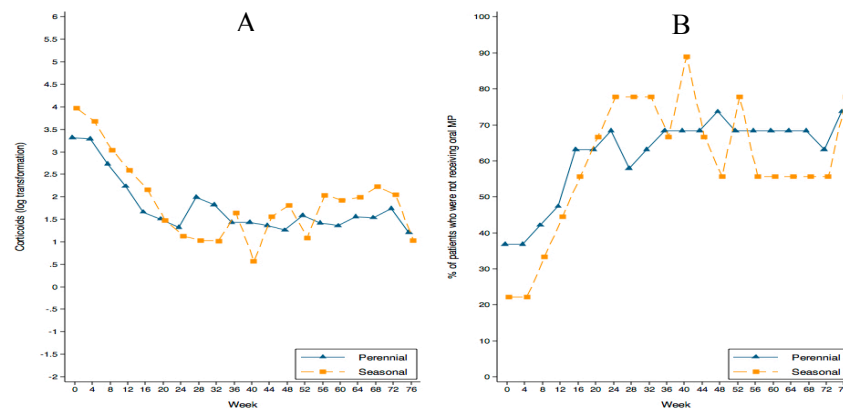 A
Corticoids (log transformation)
6
5.5
5
4.5
4
3.5
3
2.5
2
1.5
1
.5
0
-.5
-1
-1.5
-2
0 4 8 12 16 20 24 28 32 36 40 44 48 52 56 60 64 68 72 76
Week
Perennial
Seasonal
B
% of patients who were not receiving oral MP
100
90
80
70
60
50
40
30
20
10
0
0 4 8 12 16 20 24 28 32 36 40 44 48 52 56 60 64 68 72
Week
Perennial
Seasonal